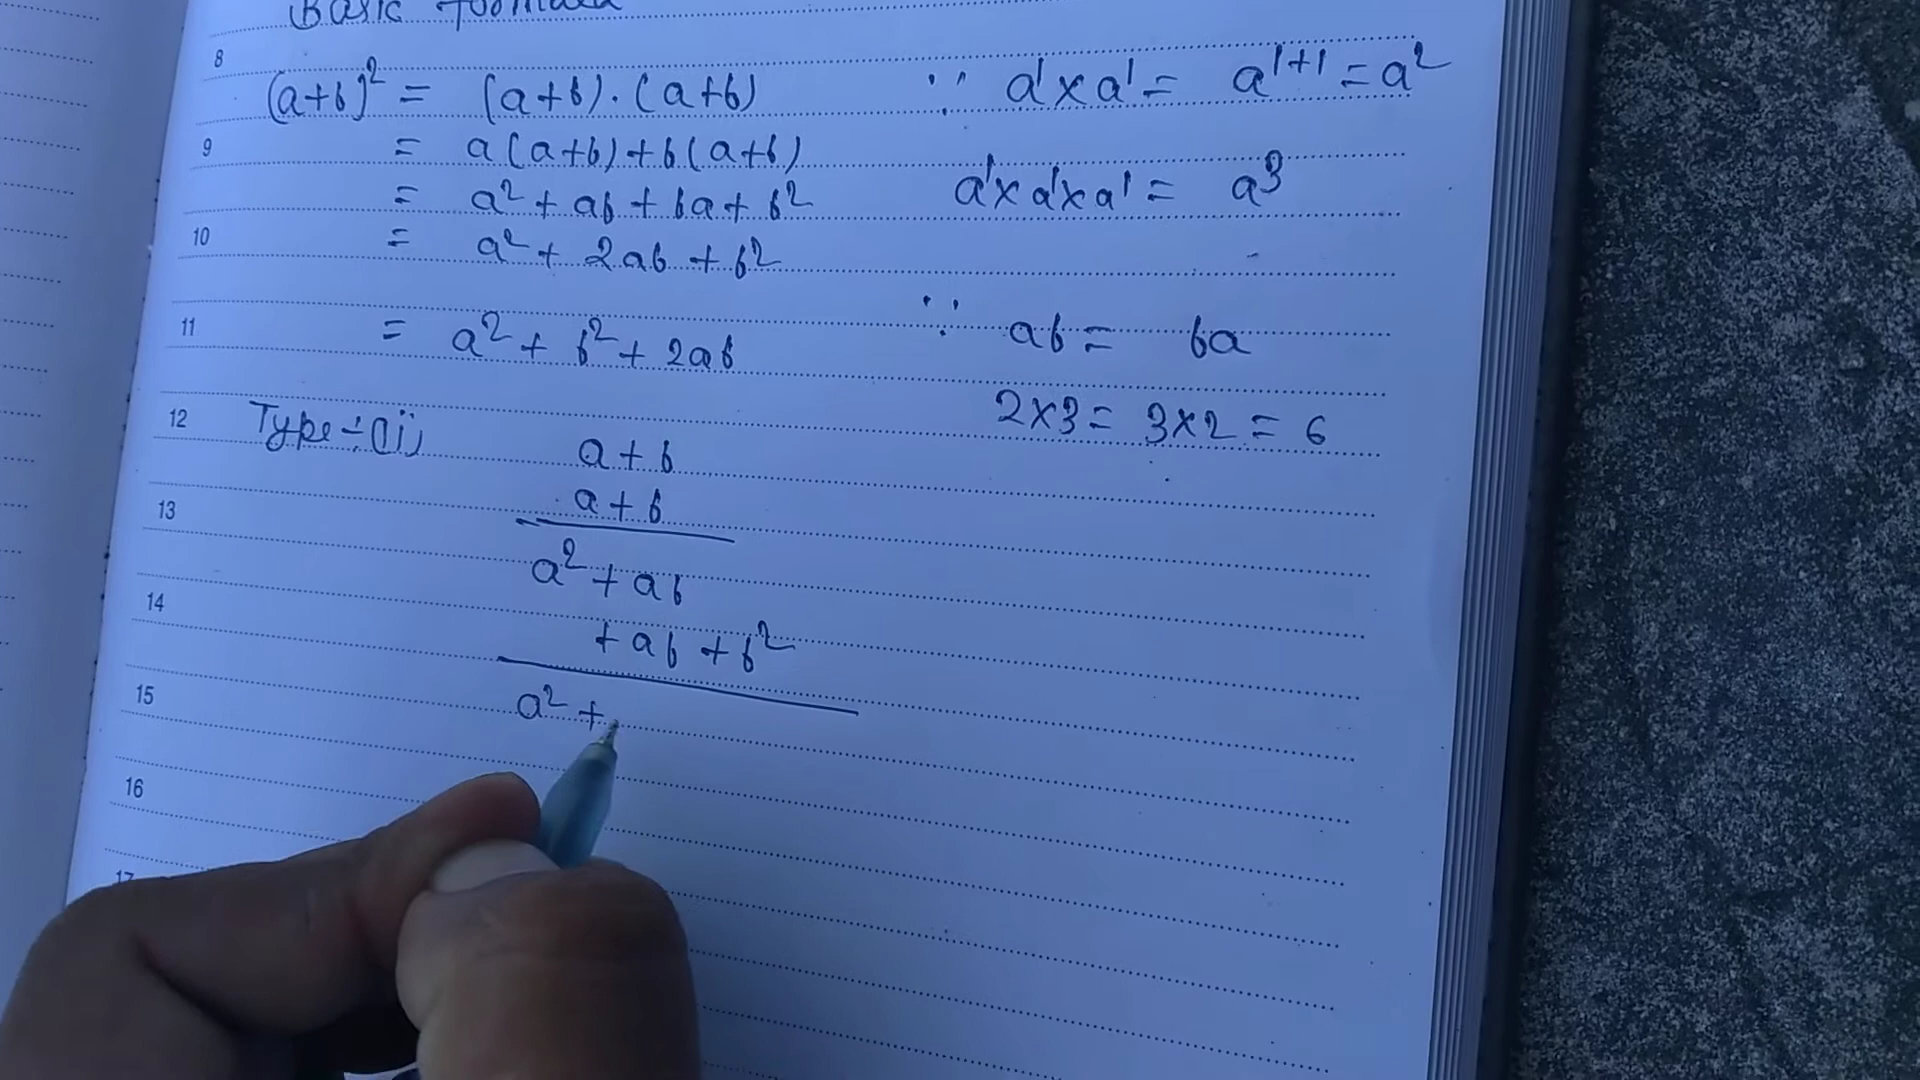 Basic formula
8
(a+b)² = (a+b).(a+b) ∵ a¹×a¹ = a¹⁺¹ = a²
9
= a(a+b)+b(a+b)
= a² + ab + ba + b² a¹×a¹×a¹ = a³
10
= a² + 2ab + b²
11
= a² + b² + 2ab ∵ ab = ba
12
Type:-(ii) 2×3 = 3×2 = 6
a + b
13
a + b
a² + ab
14
+ ab + b²
15
a² +
16
17